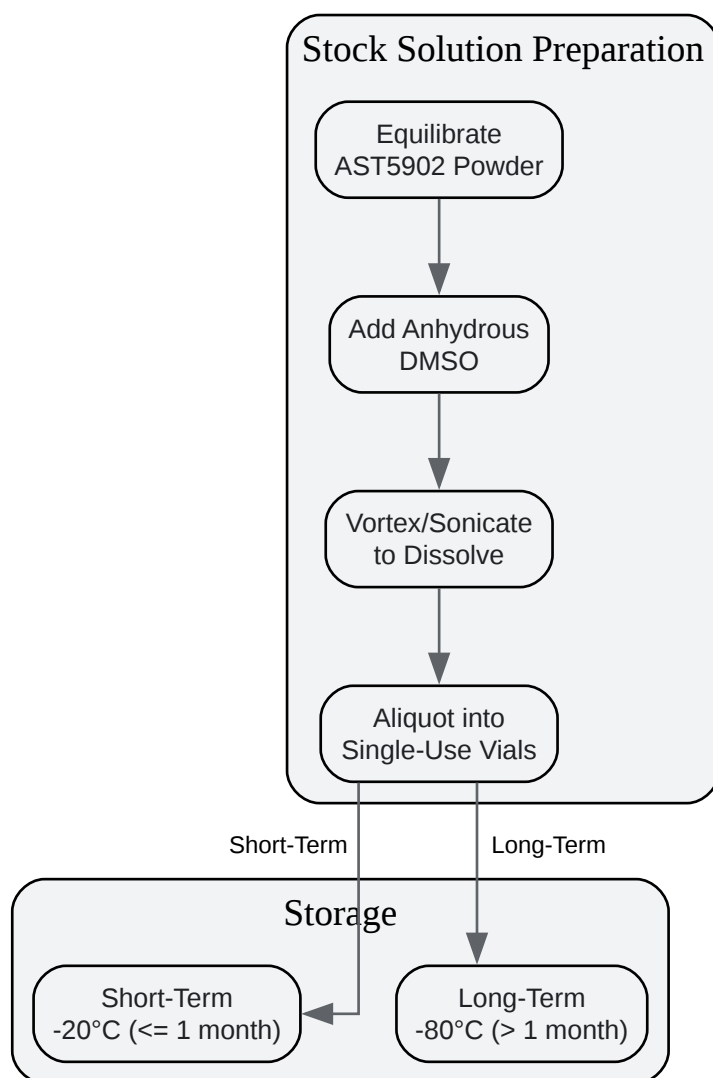 Stock Solution Preparation
Equilibrate
AST5902 Powder
Add Anhydrous
DMSO
Vortex/Sonicate
to Dissolve
Aliquot into
Single-Use Vials
Short-Term
Long-Term
Storage
Short-Term
-20°C (<= 1 month)
Long-Term
-80°C (> 1 month)